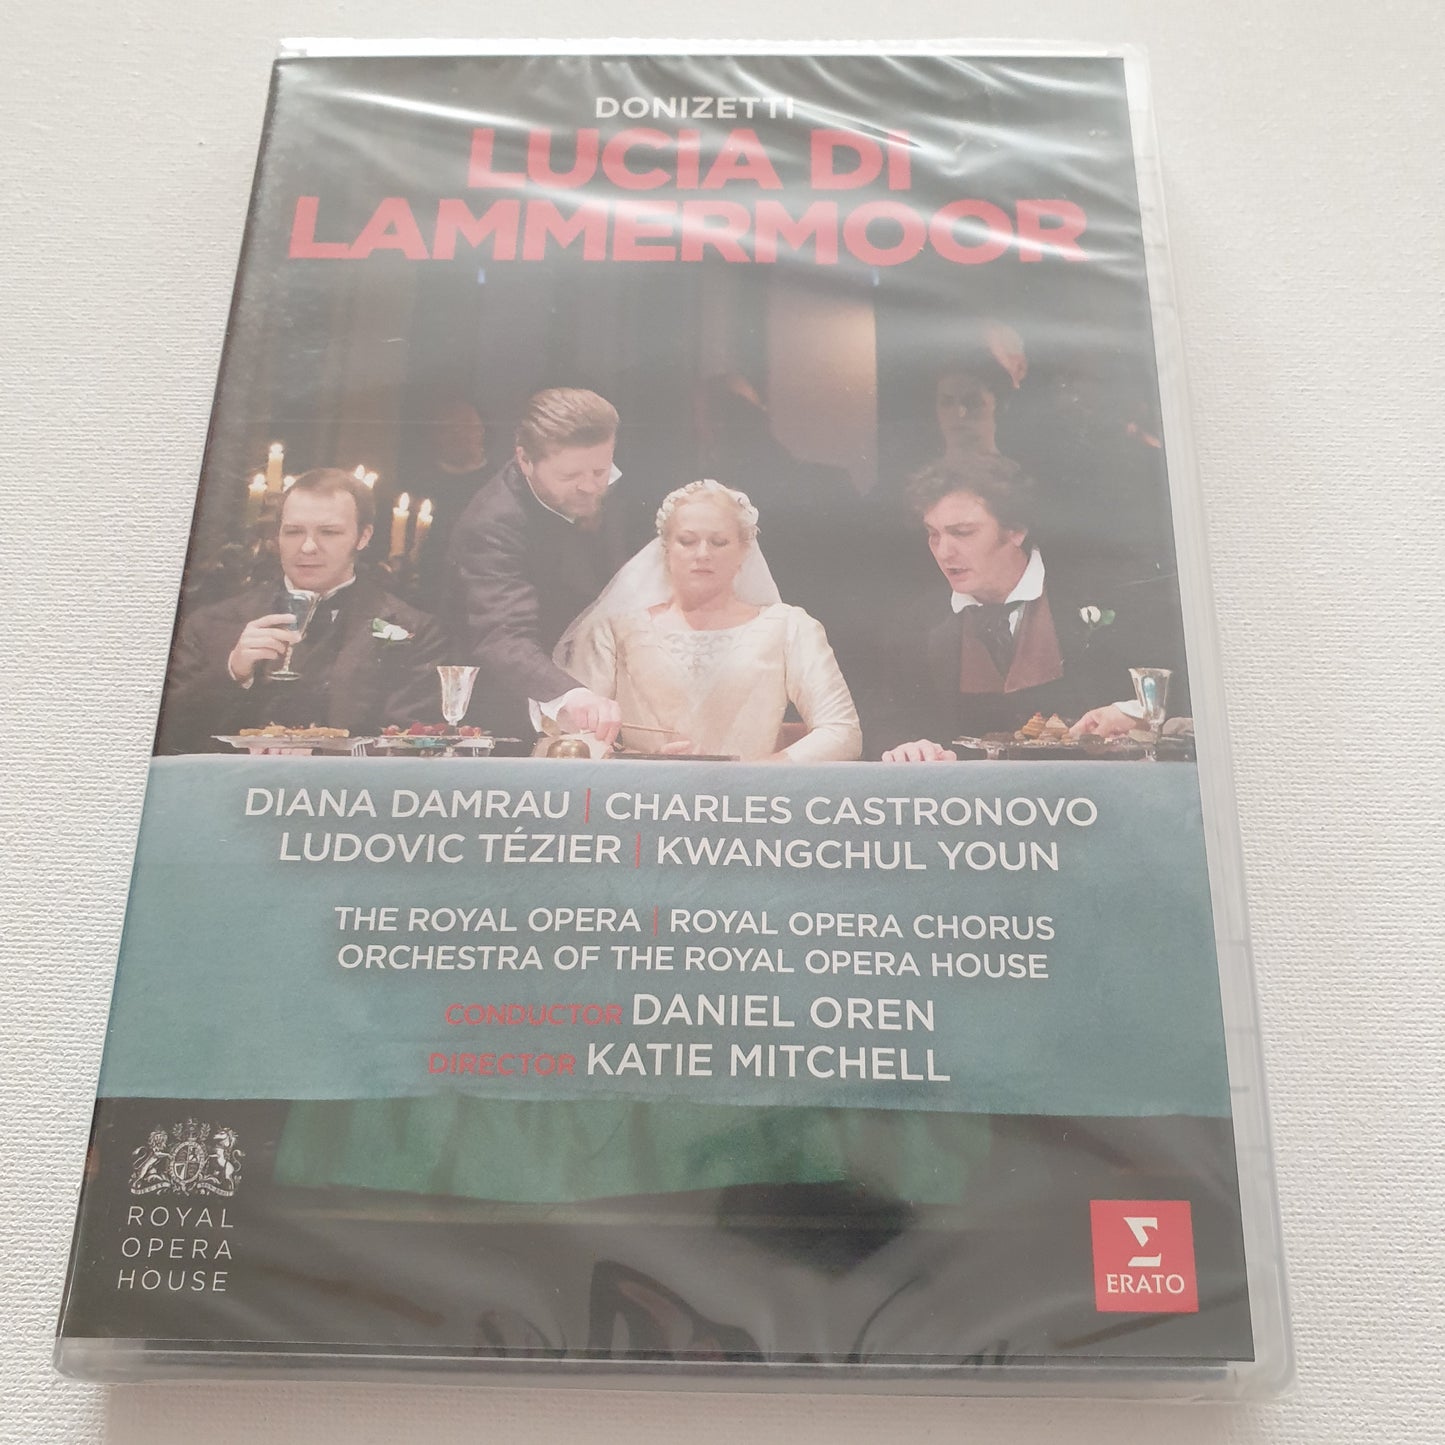 DONIZETTI
LUCIA DI
LAMMERMOOR
DIANA DAMRAU | CHARLES CASTRONOVO
LUDOVIC TÉZIER | KWANGCHUL YOUN
THE ROYAL OPERA | ROYAL OPERA CHORUS
ORCHESTRA OF THE ROYAL OPERA HOUSE
CONDUCTOR DANIEL OREN
DIRECTOR KATIE MITCHELL
ROYAL
OPERA
HOUSE
ERATO